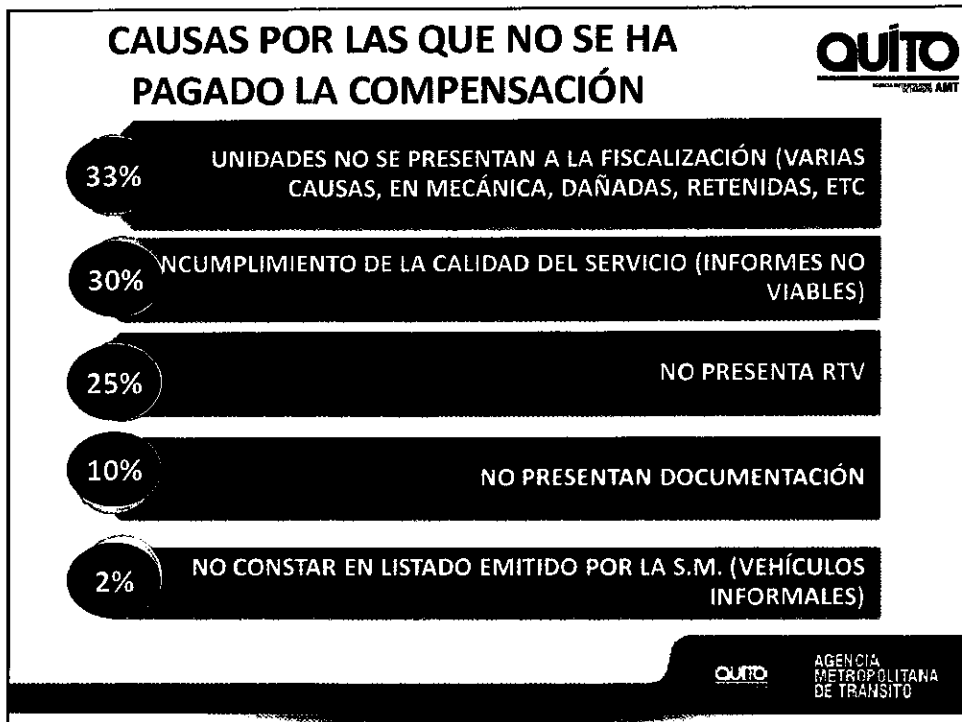 CAUSAS POR LAS QUE NO SE HA
PAGADO LA COMPENSACIÓN
QUÍTO
AMT
33%
UNIDADES NO SE PRESENTAN A LA FISCALIZACIÓN (VARIAS
CAUSAS, EN MECÁNICA, DAÑADAS, RETENIDAS, ETC
30%
NCUMPLIMIENTO DE LA CALIDAD DEL SERVICIO (INFORMES NO
VIABLES)
25%
NO PRESENTA RTV
10%
NO PRESENTAN DOCUMENTACIÓN
2%
NO CONSTAR EN LISTADO EMITIDO POR LA S.M. (VEHÍCULOS
INFORMALES)
QUITO
AGENCIA
METROPOLITANA
DE TRANSITO